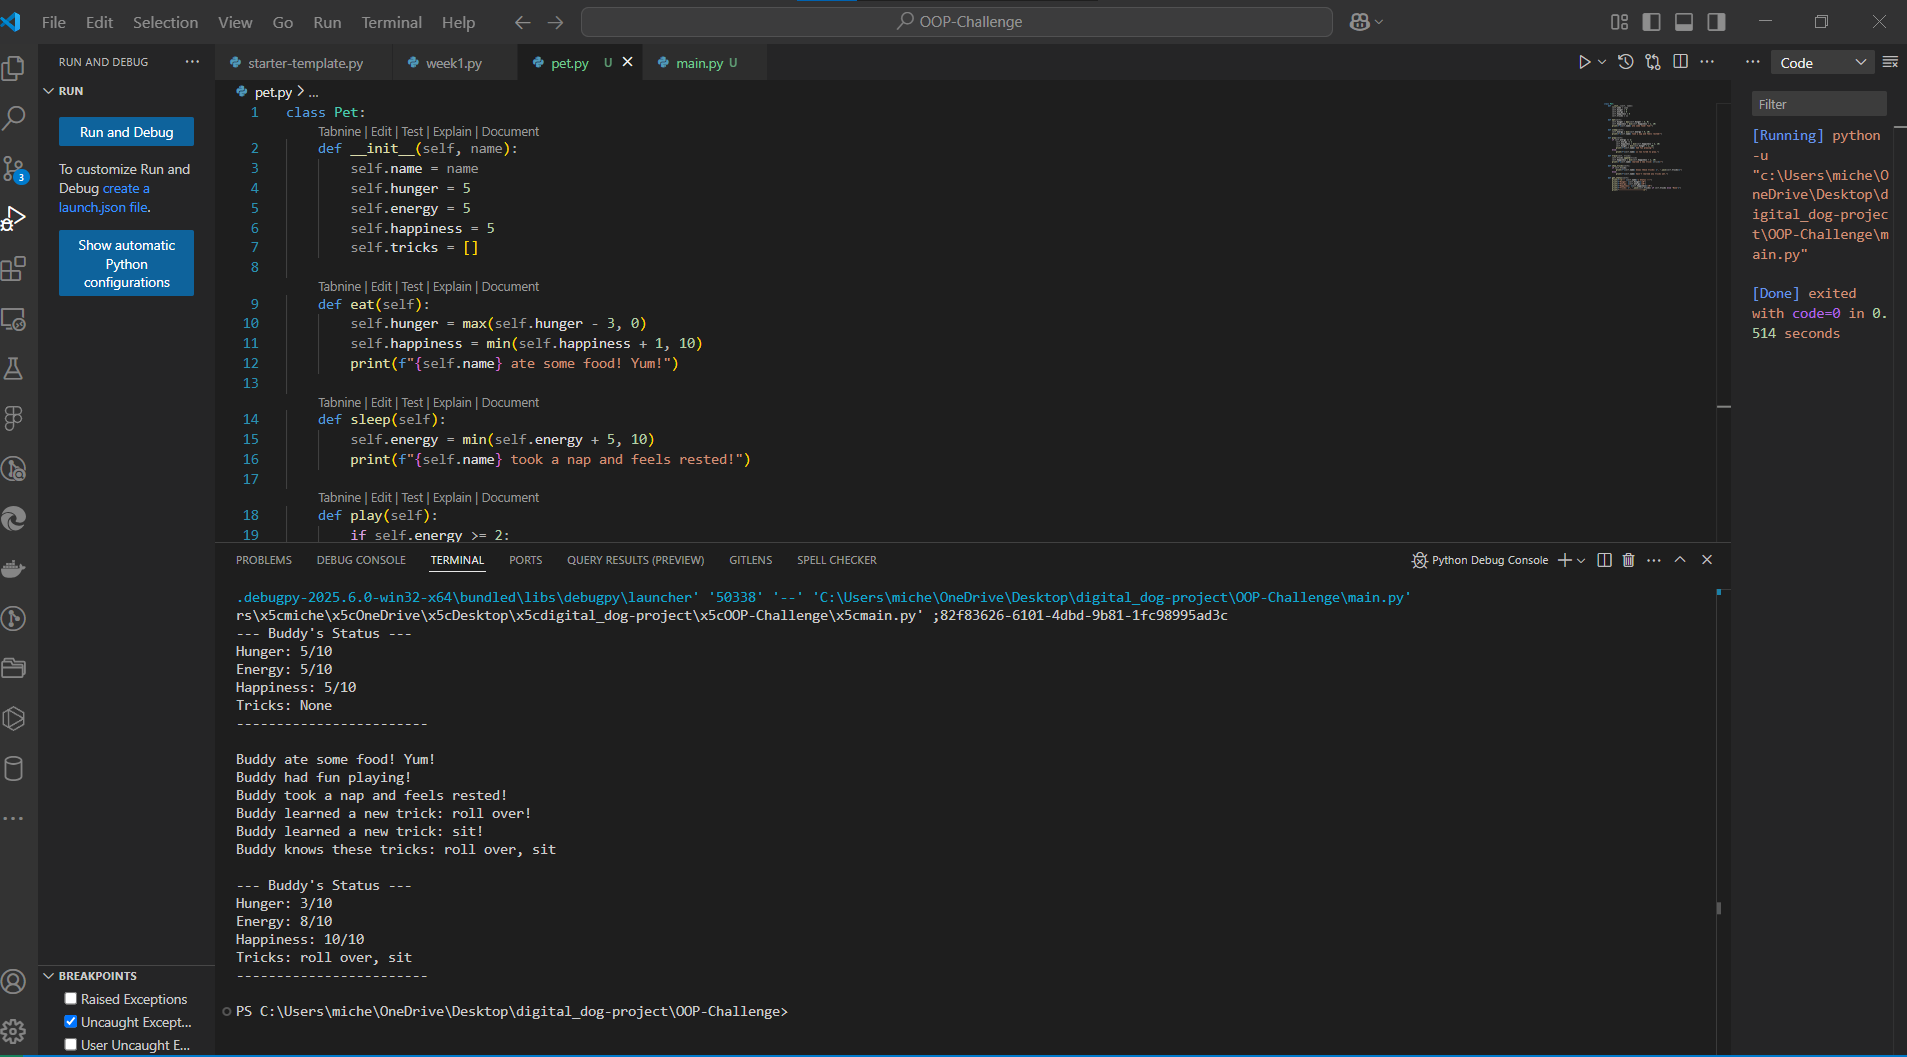 File Edit Selection View Go Run Terminal Help
OOP-Challenge
RUN AND DEBUG ···
RUN
Run and Debug
To customize Run and
Debug create a
launch.json file.
Show automatic
Python
configurations
3
BREAKPOINTS
Raised Exceptions
Uncaught Except...
User Uncaught E...
starter-template.py week1.py pet.py U main.py U
pet.py > ...
1 class Pet:
Tabnine | Edit | Test | Explain | Document
2 def __init__(self, name):
3 self.name = name
4 self.hunger = 5
5 self.energy = 5
6 self.happiness = 5
7 self.tricks = []
8
Tabnine | Edit | Test | Explain | Document
9 def eat(self):
10 self.hunger = max(self.hunger - 3, 0)
11 self.happiness = min(self.happiness + 1, 10)
12 print(f"{self.name} ate some food! Yum!")
13
Tabnine | Edit | Test | Explain | Document
14 def sleep(self):
15 self.energy = min(self.energy + 5, 10)
16 print(f"{self.name} took a nap and feels rested!")
17
Tabnine | Edit | Test | Explain | Document
18 def play(self):
19 if self.energy >= 2:
PROBLEMS DEBUG CONSOLE TERMINAL PORTS QUERY RESULTS (PREVIEW) GITLENS SPELL CHECKER
Python Debug Console
.debugpy-2025.6.0-win32-x64\bundled\libs\debugpy\launcher' '50338' '--' 'C:\Users\miche\OneDrive\Desktop\digital_dog-project\OOP-Challenge\main.py'
rs\x5cmiche\x5cOneDrive\x5cDesktop\x5cdigital_dog-project\x5cOOP-Challenge\x5cmain.py' ;82f83626-6101-4dbd-9b81-1fc98995ad3c
--- Buddy's Status ---
Hunger: 5/10
Energy: 5/10
Happiness: 5/10
Tricks: None
------------------------
Buddy ate some food! Yum!
Buddy had fun playing!
Buddy took a nap and feels rested!
Buddy learned a new trick: roll over!
Buddy learned a new trick: sit!
Buddy knows these tricks: roll over, sit
--- Buddy's Status ---
Hunger: 3/10
Energy: 8/10
Happiness: 10/10
Tricks: roll over, sit
------------------------
PS C:\Users\miche\OneDrive\Desktop\digital_dog-project\OOP-Challenge>
Code
Filter
[Running] python
-u
"c:\Users\miche\O
neDrive\Desktop\d
igital_dog-projec
t\OOP-Challenge\m
ain.py"
[Done] exited
with code=0 in 0.
514 seconds